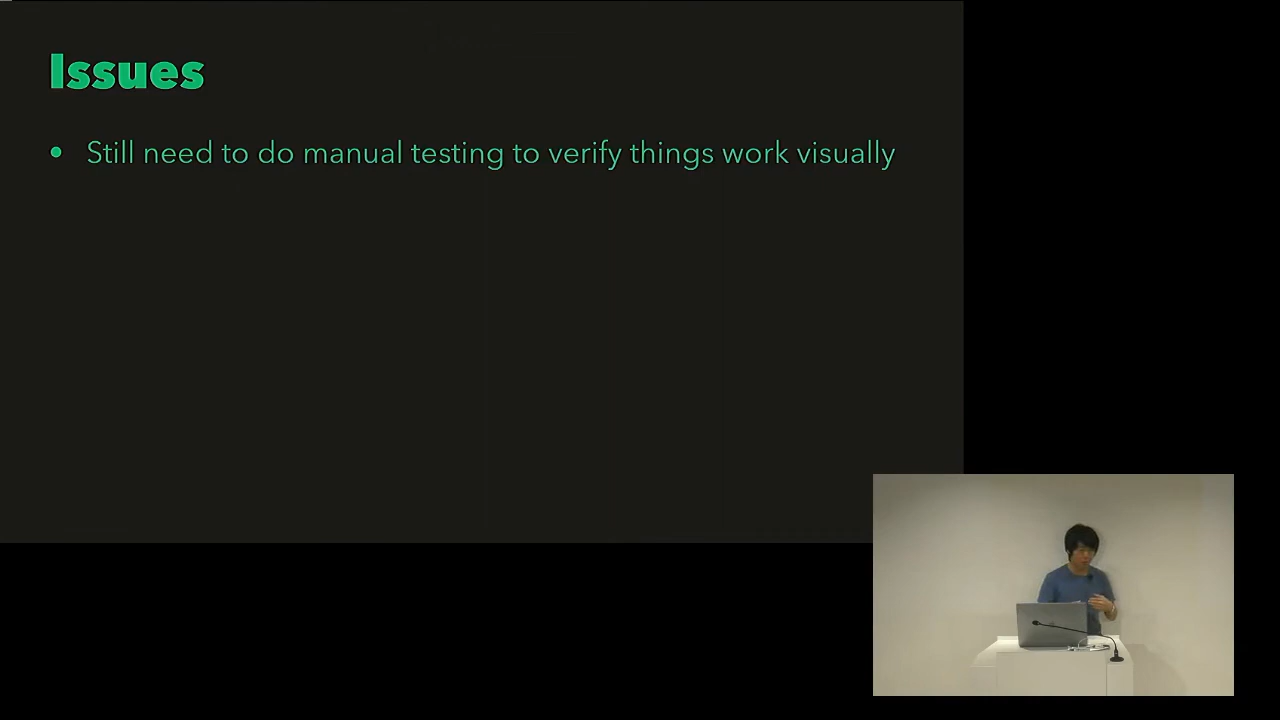 Issues
• Still need to do manual testing to verify things work visually